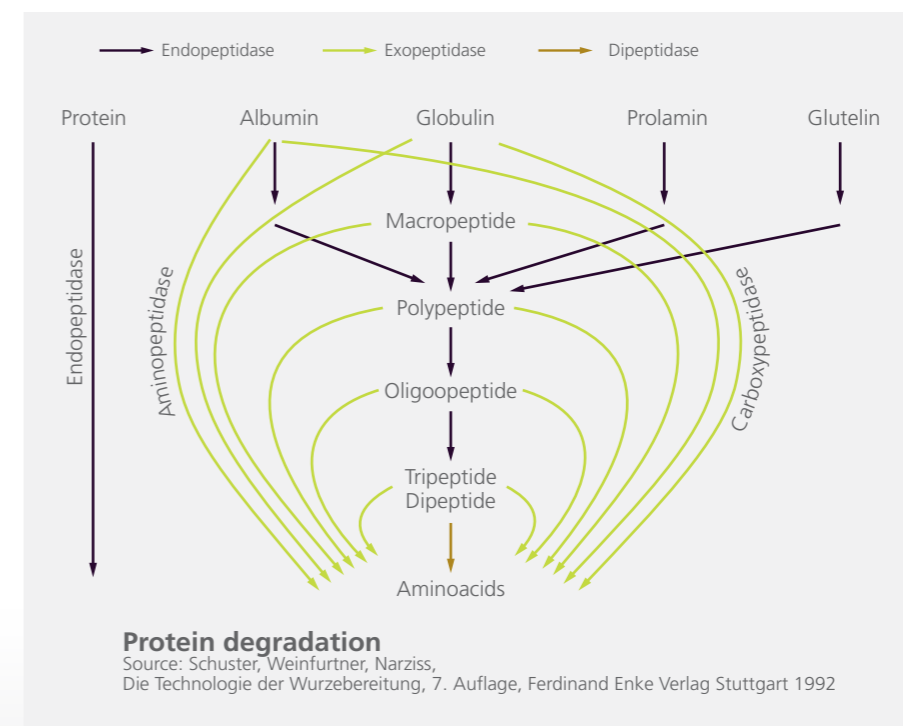 Endopeptidase Exopeptidase Dipeptidase
Protein Albumin Globulin Prolamin Glutelin
Macropeptide
Endopeptidase
Aminopeptidase
Carboxypeptidase
Polypeptide
Oligoopeptide
Tripeptide
Dipeptide
Aminoacids
Protein degradation
Source: Schuster, Weinfurtner, Narziss,
Die Technologie der Wurzebereitung, 7. Auflage, Ferdinand Enke Verlag Stuttgart 1992